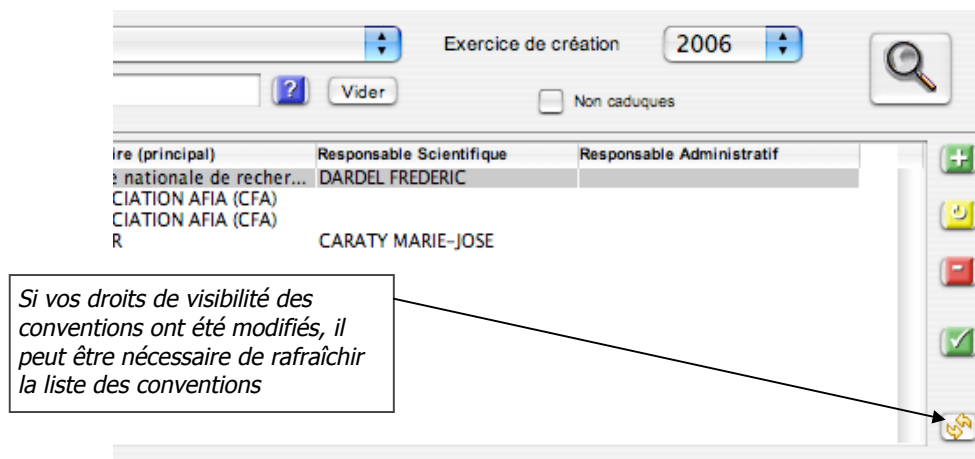 Exercice de création 2006
? Vider Non caduques
ire (principal) Responsable Scientifique Responsable Administratif
e nationale de recher... DARDEL FREDERIC
CIATION AFIA (CFA)
CIATION AFIA (CFA)
R CARATY MARIE-JOSE
Si vos droits de visibilité des
conventions ont été modifiés, il
peut être nécessaire de rafraîchir
la liste des conventions